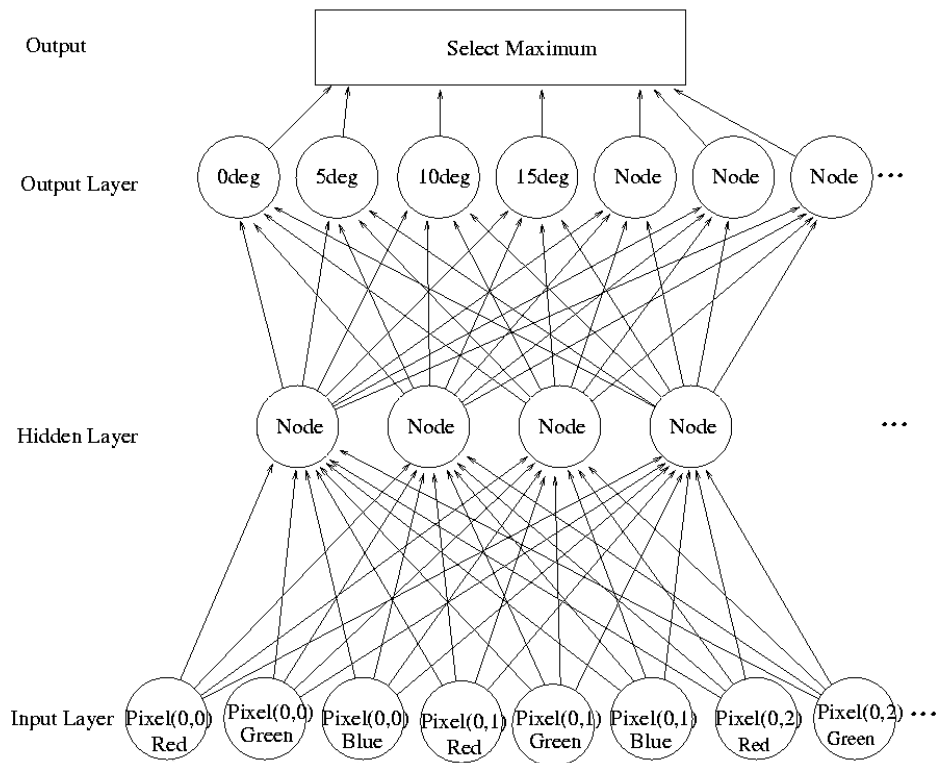 Output
Select Maximum
Output Layer
0deg
5deg
10deg
15deg
Node
Node
Node
...
Hidden Layer
Node
Node
Node
Node
...
Input Layer
Pixel(0,0)
Red
Pixel(0,0)
Green
Pixel(0,0)
Blue
Pixel(0,1)
Red
Pixel(0,1)
Green
Pixel(0,1)
Blue
Pixel(0,2)
Red
Pixel(0,2)
Green
...